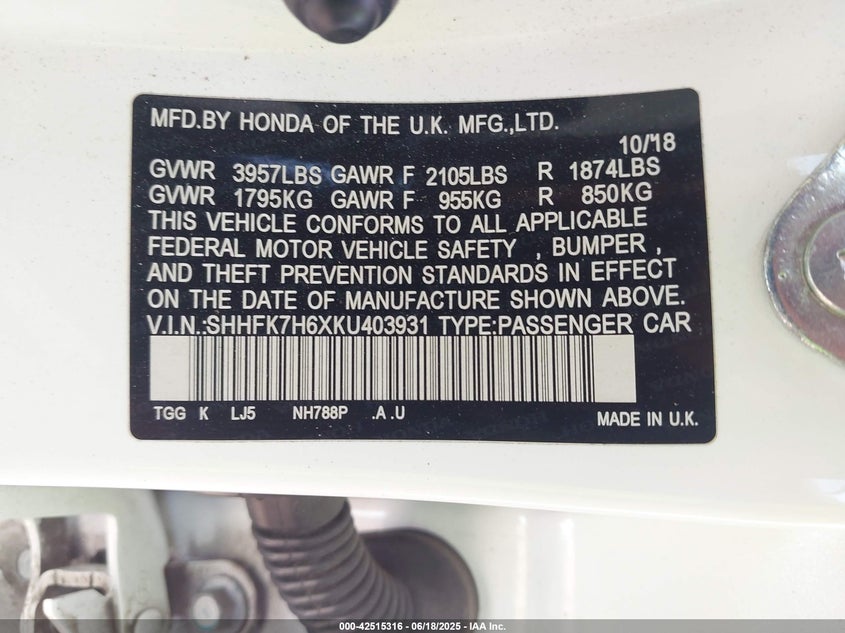 MFD.BY HONDA OF THE U.K. MFG.,LTD.
10/18
GVWR 3957LBS GAWR F 2105LBS R 1874LBS
GVWR 1795KG GAWR F 955KG R 850KG
THIS VEHICLE CONFORMS TO ALL APPLICABLE
FEDERAL MOTOR VEHICLE SAFETY , BUMPER ,
AND THEFT PREVENTION STANDARDS IN EFFECT
ON THE DATE OF MANUFACTURE SHOWN ABOVE.
V.I.N.:SHHFK7H6XKU403931 TYPE:PASSENGER CAR
TGG K LJ5 NH788P .A .U
MADE IN U.K.
000-42515316 | 06/18/2025 | IAA Inc.